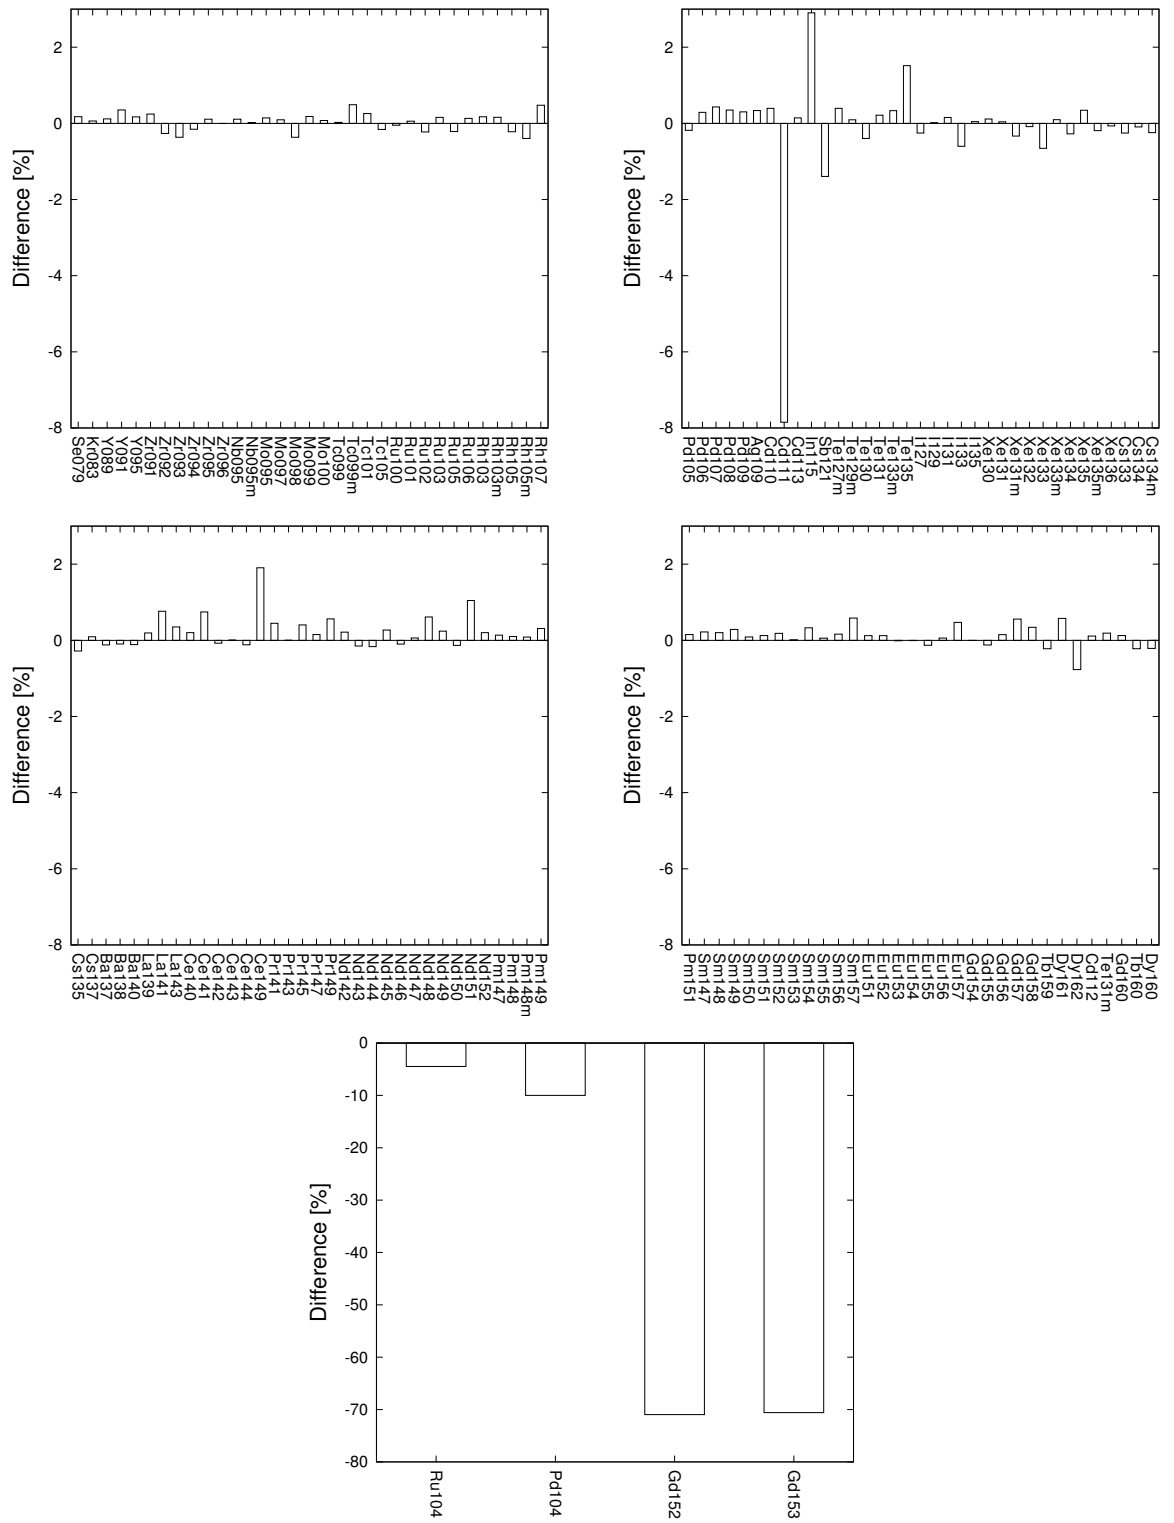 2
0
-2
-4
-6
-8
Difference [%]
Se079
Kr083
Y089
Y091
Y095
Zr091
Zr092
Zr093
Zr094
Zr095
Zr096
Nb095
Nb095m
Mo095
Mo097
Mo098
Mo099
Mo100
Tc099
Tc099m
Tc101
Tc105
Ru100
Ru101
Ru102
Ru103
Ru105
Ru106
Rh103
Rh103m
Rh105
Rh105m
Rh107
2
0
-2
-4
-6
-8
Difference [%]
Pd105
Pd106
Pd107
Pd108
Pd109
Ag109
Cd110
Cd111
Cd113
In115
Sb121
Te127m
Te129m
Te130
Te131
Te133m
Te135
I127
I129
I131
I133
I135
Xe130
Xe131
Xe131m
Xe132
Xe133
Xe133m
Xe134
Xe135
Xe135m
Xe136
Cs133
Cs134
Cs134m
2
0
-2
-4
-6
-8
Difference [%]
Cs135
Cs137
Ba137
Ba138
Ba140
La139
La141
La143
Ce140
Ce141
Ce142
Ce143
Ce144
Ce149
Pr141
Pr143
Pr145
Pr147
Pr149
Nd142
Nd143
Nd144
Nd145
Nd146
Nd147
Nd148
Nd149
Nd150
Nd151
Nd152
Pm147
Pm148
Pm148m
Pm149
2
0
-2
-4
-6
-8
Difference [%]
Pm151
Sm147
Sm148
Sm149
Sm150
Sm151
Sm152
Sm153
Sm154
Sm155
Sm156
Sm157
Eu151
Eu152
Eu153
Eu154
Eu155
Eu156
Eu157
Gd154
Gd155
Gd156
Gd157
Gd158
Tb159
Dy161
Dy162
Cd112
Te131m
Gd160
Tb160
Dy160
0
-10
-20
-30
-40
-50
-60
-70
-80
Difference [%]
Ru104
Pd104
Gd152
Gd153